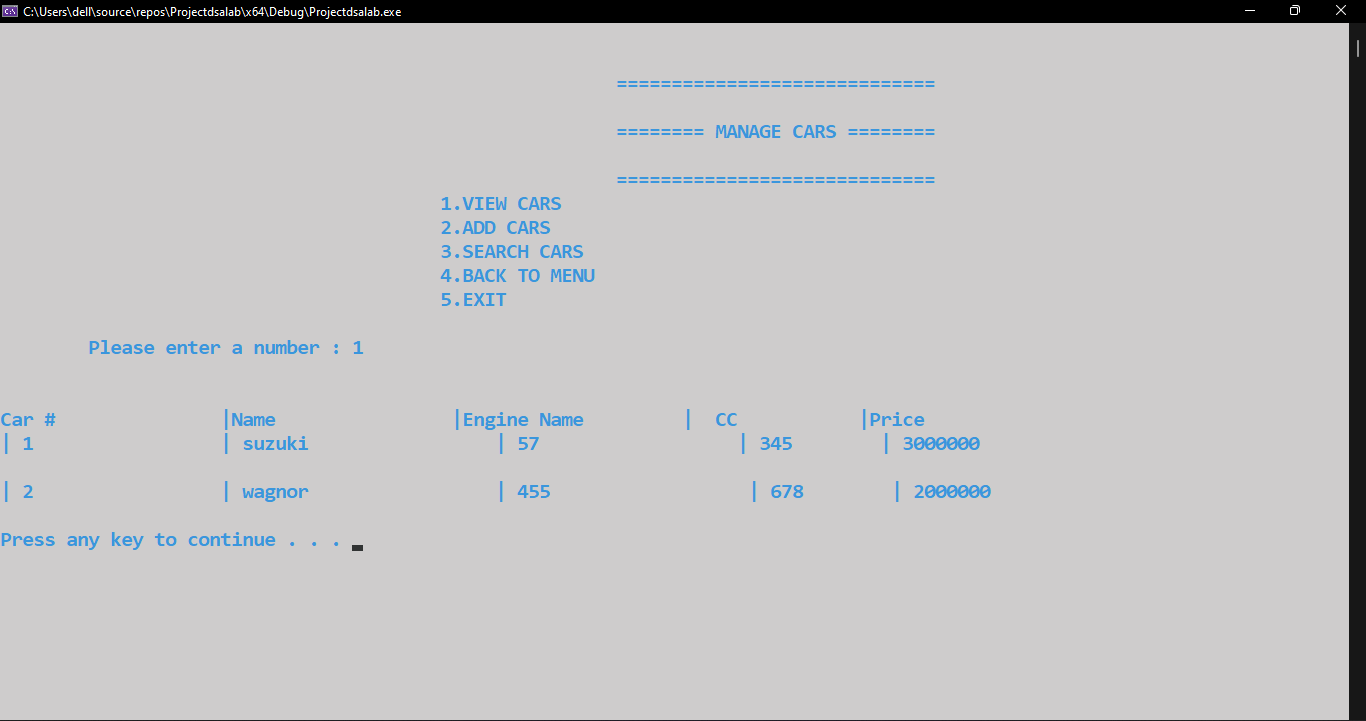 C:\Users\dell\source\repos\Projectdsalab\x64\Debug\Projectdsalab.exe
=============================
======== MANAGE CARS ========
=============================
1.VIEW CARS
2.ADD CARS
3.SEARCH CARS
4.BACK TO MENU
5.EXIT
Please enter a number : 1
Car # |Name |Engine Name | CC |Price
| 1 | suzuki | 57 | 345 | 3000000
| 2 | wagnor | 455 | 678 | 2000000
Press any key to continue . . .